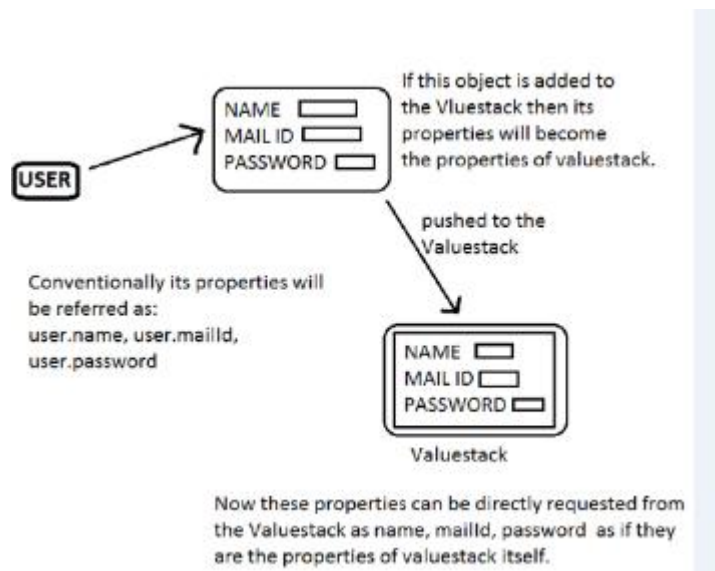 If this object is added to
the Vluestack then its
properties will become
the properties of valuestack.
NAME
MAIL ID
PASSWORD
USER
pushed to the
Valuestack
Conventionally its properties will
be referred as:
user.name, user.mailId,
user.password
NAME
MAIL ID
PASSWORD
Valuestack
Now these properties can be directly requested from
the Valuestack as name, mailId, password as if they
are the properties of valuestack itself.